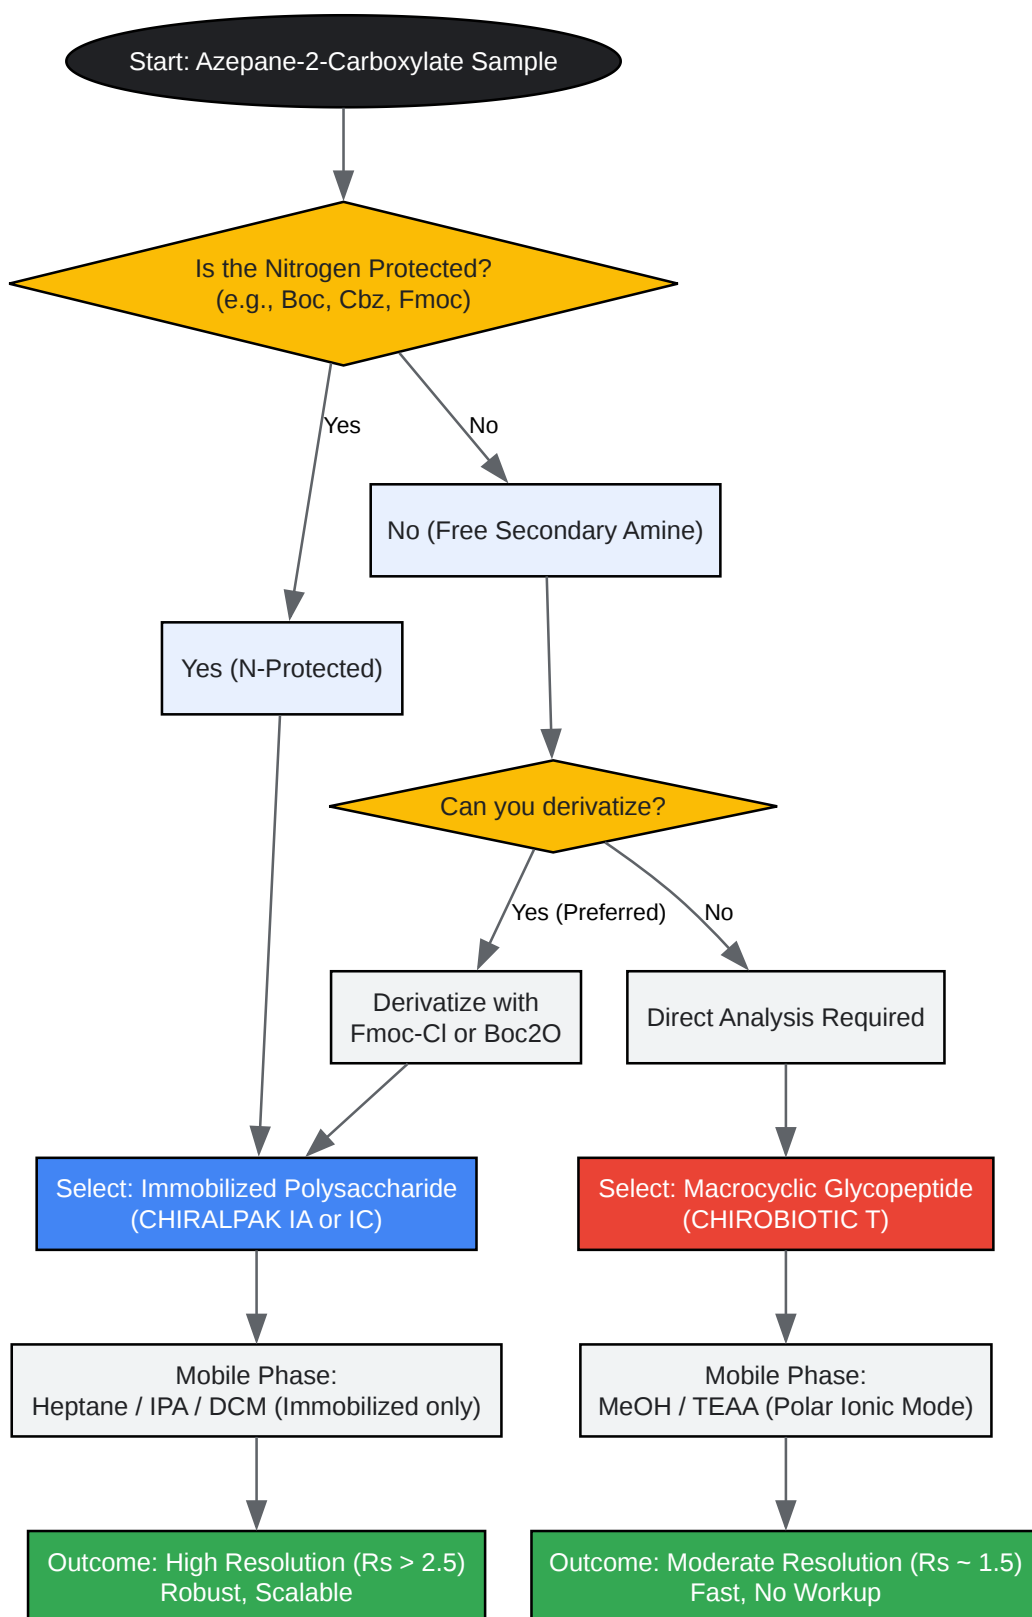 Start: Azepane-2-Carboxylate Sample
Is the Nitrogen Protected?
(e.g., Boc, Cbz, Fmoc)
Yes
No
No (Free Secondary Amine)
Yes (N-Protected)
Can you derivatize?
Yes (Preferred)
No
Derivatize with
Fmoc-Cl or Boc2O
Direct Analysis Required
Select: Immobilized Polysaccharide
(CHIRALPAK IA or IC)
Select: Macrocyclic Glycopeptide
(CHIROBIOTIC T)
Mobile Phase:
Heptane / IPA / DCM (Immobilized only)
Mobile Phase:
MeOH / TEAA (Polar Ionic Mode)
Outcome: High Resolution (Rs > 2.5)
Robust, Scalable
Outcome: Moderate Resolution (Rs ~ 1.5)
Fast, No Workup